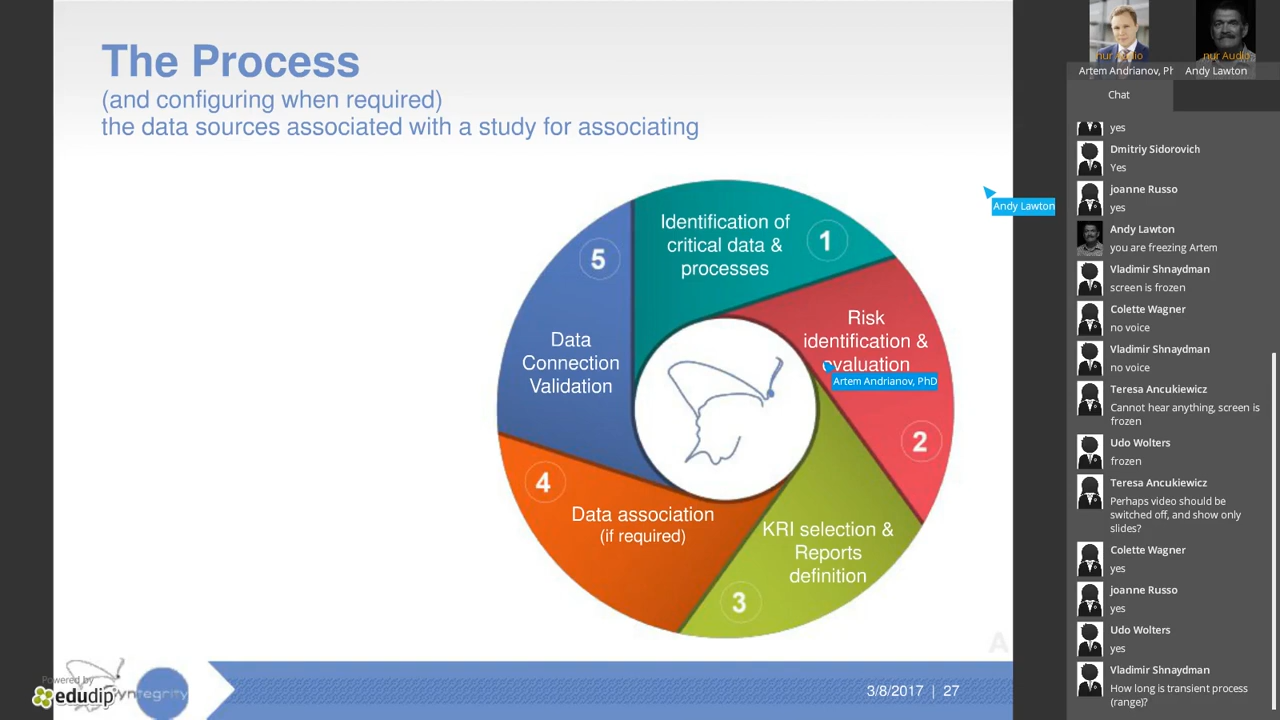 The Process
(and configuring when required)
the data sources associated with a study for associating
Identification of
critical data &
processes
1
Risk
identification &
evaluation
2
KRI selection &
Reports
definition
3
Data association
(if required)
4
5
Data
Connection
Validation
Andy Lawton
Artem Andrianov, PhD
A
Powered by
edudip
3/8/2017 | 27
nur Audio
nur Audio
Artem Andrianov, Ph
Andy Lawton
Chat
yes
Dmitriy Sidorovich
Yes
joanne Russo
yes
Andy Lawton
you are freezing Artem
Vladimir Shnaydman
screen is frozen
Colette Wagner
no voice
Vladimir Shnaydman
no voice
Teresa Ancukiewicz
Cannot hear anything, screen is
frozen
Udo Wolters
frozen
Teresa Ancukiewicz
Perhaps video should be
switched off, and show only
slides?
Colette Wagner
yes
joanne Russo
yes
Udo Wolters
yes
Vladimir Shnaydman
How long is transient process
(range)?